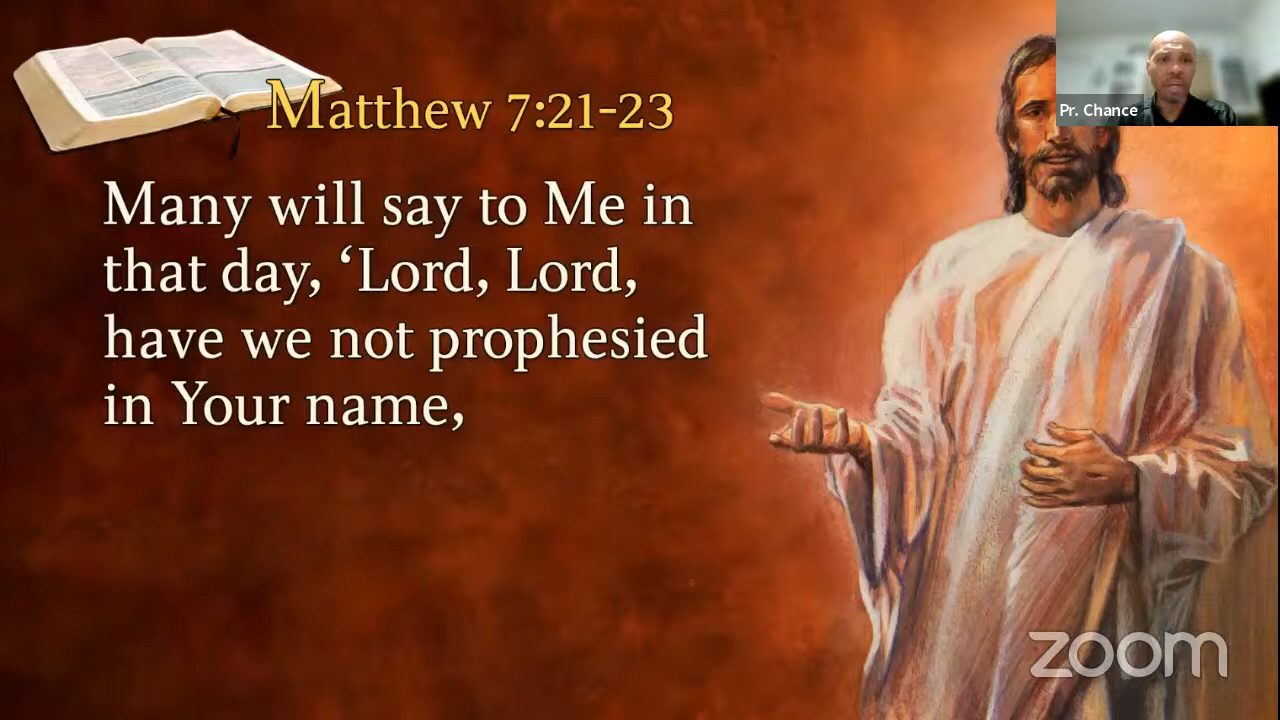 Matthew 7:21-23
Pr. Chance
Many will say to Me in
that day, ‘Lord, Lord,
have we not prophesied
in Your name,
zoom